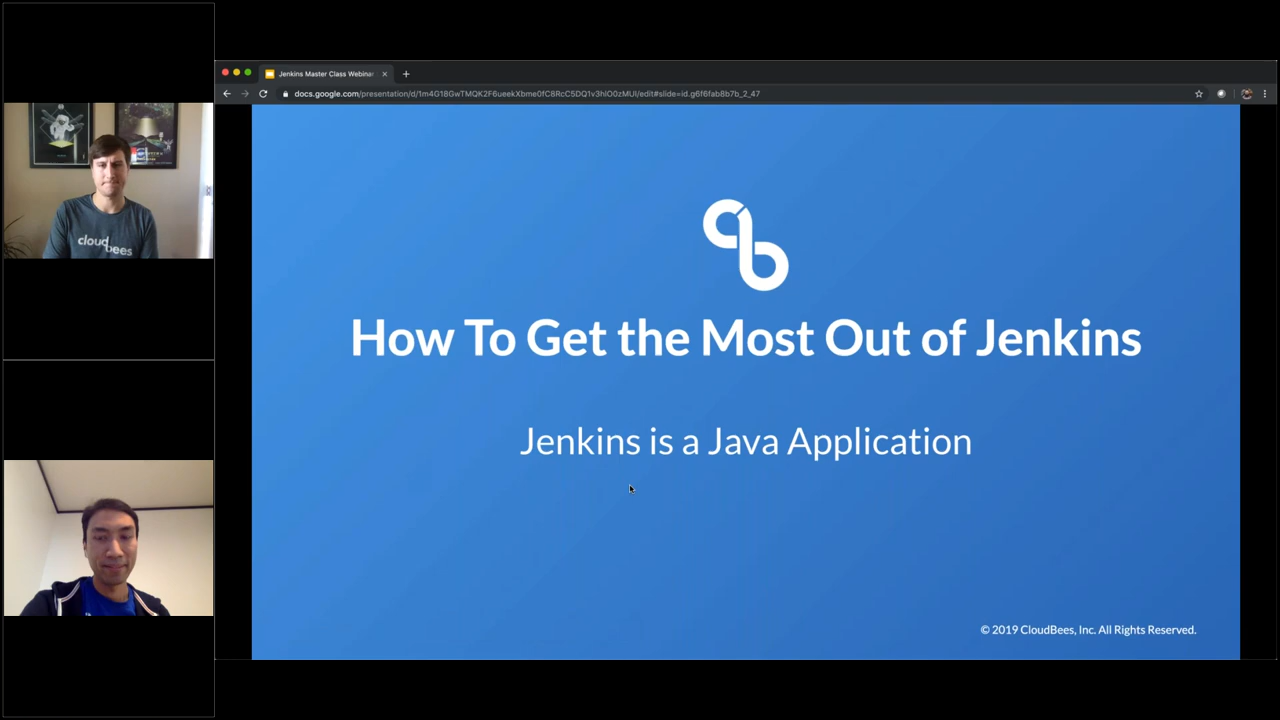 Jenkins Master Class Webinar
docs.google.com/presentation/d/1m4G18GwTMQK2F6ueekXbme0fC8RcC5DQ1v3hIO0zMUI/edit#slide=id.g6f6fab8b7b_2_47
cloudbees
How To Get the Most Out of Jenkins
Jenkins is a Java Application
© 2019 CloudBees, Inc. All Rights Reserved.